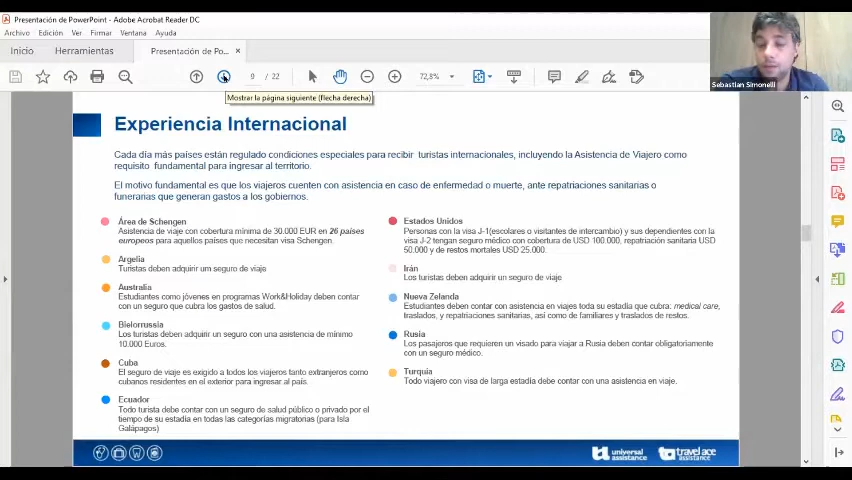 Presentación de PowerPoint - Adobe Acrobat Reader DC
Archivo Edición Ver Firmar Ventana Ayuda
Inicio Herramientas Presentación de Po... ×
9 / 22 72,8%
Mostrar la página siguiente (Flecha derecha)
Sebastian Simonelli
Experiencia Internacional
Cada día más países están regulado condiciones especiales para recibir turistas internacionales, incluyendo la Asistencia de Viajero como
requisito fundamental para ingresar al territorio.
El motivo fundamental es que los viajeros cuenten con asistencia en caso de enfermedad o muerte, ante repatriaciones sanitarias o
funerarias que generan gastos a los gobiernos.
Área de Schengen
Asistencia de viaje con cobertura mínima de 30.000 EUR en 26 países
europeos para aquellos países que necesitan visa Schengen.
Argelia
Turistas deben adquirir um seguro de viaje
Australia
Estudiantes como jóvenes en programas Work&Holiday deben contar
con un seguro que cubra los gastos de salud.
Bielorrussia
Los turistas deben adquirir un seguro con una asistencia de mínimo
10.000 Euros.
Cuba
El seguro de viaje es exigido a todos los viajeros tanto extranjeros como
cubanos residentes en el exterior para ingresar al país.
Ecuador
Todo turista debe contar con un seguro de salud público o privado por el
tiempo de su estadía en todas las categorías migratorias (para Isla
Galápagos)
Estados Unidos
Personas con la visa J-1(escolares o visitantes de intercambio) y sus dependientes con la
visa J-2 tengan seguro médico con cobertura de USD 100.000, repatriación sanitaria USD
50.000 y de restos mortales USD 25.000.
Irán
Los turistas deben adquirir un seguro de viaje
Nueva Zelanda
Estudiantes deben contar con asistencia en viajes toda su estadía que cubra: medical care,
traslados, y repatriaciones sanitarias, así como de familiares y traslados de restos.
Rusia
Los pasajeros que requieren un visado para viajar a Rusia deben contar obligatoriamente
con un seguro médico.
Turquía
Todo viajero con visa de larga estadía debe contar con una asistencia en viaje.
universal assistance
travel ace assistance